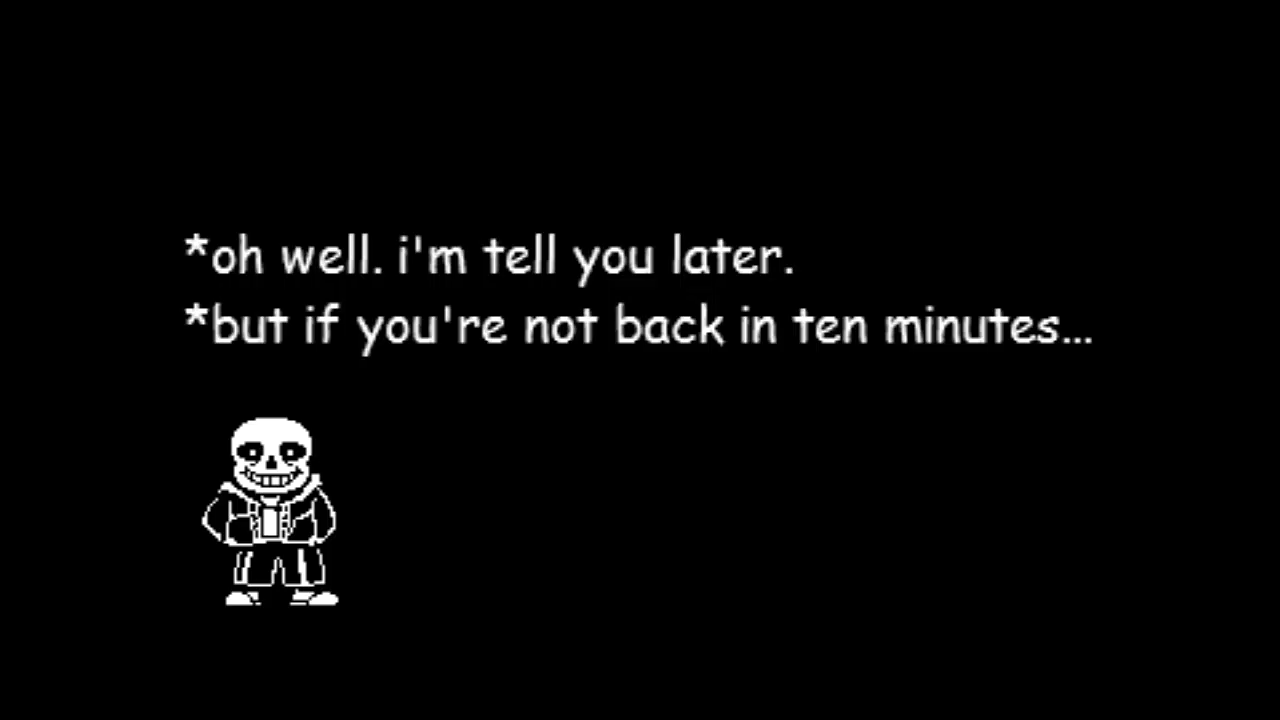 *oh well. i'm tell you later.
*but if you're not back in ten minutes...